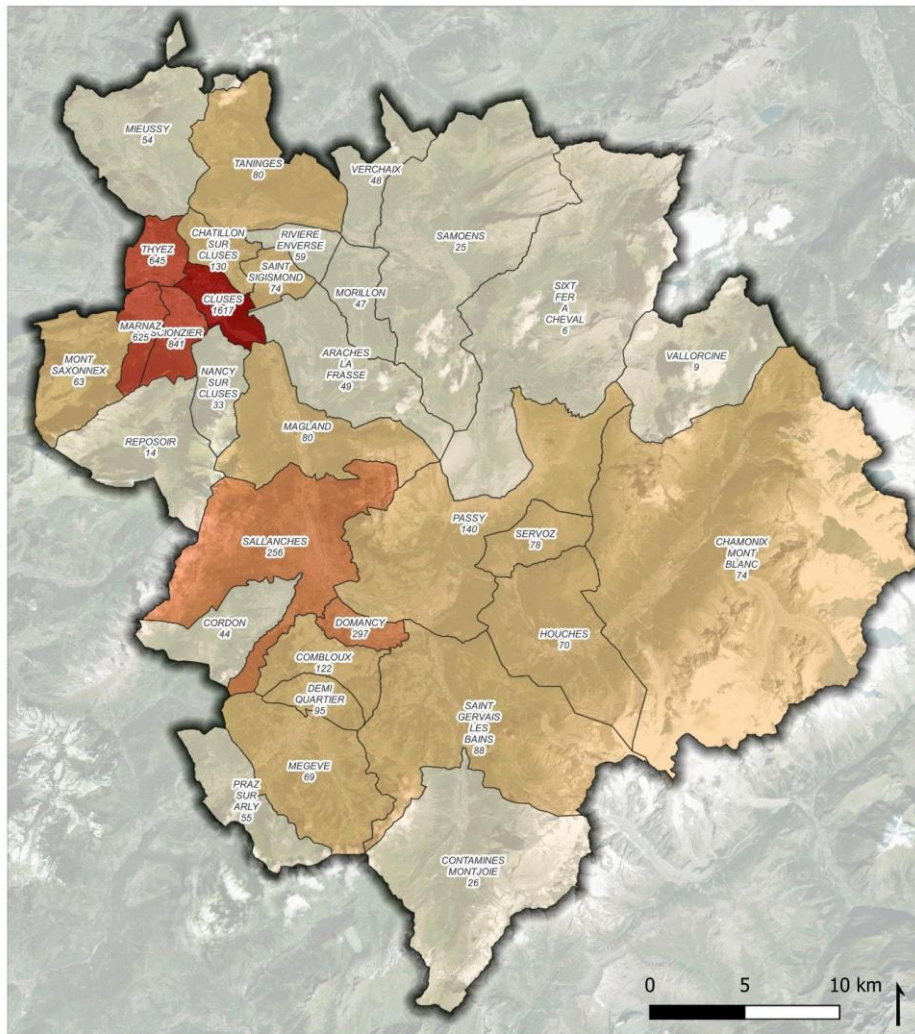 MIEUSSY
54
TANINGES
80
VERCHAIX
48
SAMOENS
25
SIXT
FER
A
CHEVAL
6
THYEZ
645
CHATILLON
SUR
CLUSES
130
RIVIERE
ENVERSE
59
SAINT
SIGISMOND
74
CLUSES
1617
MORILLON
47
MARNAZ
625
SCIONZIER
841
MONT
SAXONNEX
63
NANCY
SUR
CLUSES
33
ARACHES
LA
FRASSE
49
VALLORCINE
9
REPOSOIR
14
MAGLAND
80
SALLANCHES
256
PASSY
140
SERVOZ
78
CHAMONIX
MONT
BLANC
74
CORDON
44
DOMANCY
297
HOUCHES
70
COMBLOUX
122
DEMI
QUARTIER
95
SAINT
GERVAIS
LES
BAINS
88
MEGEVE
69
PRAZ
SUR
ARLY
55
CONTAMINES
MONTJOIE
26
0 5 10 km